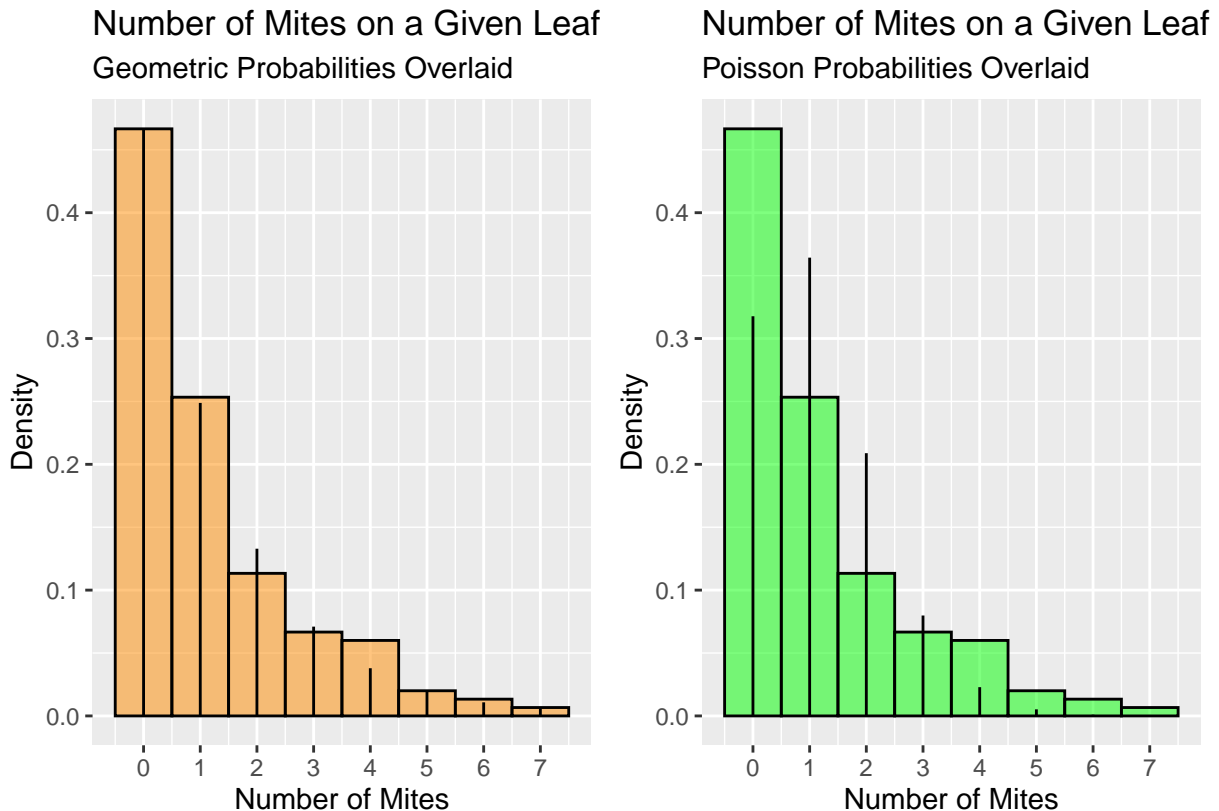 Number of Mites on a Given Leaf
Geometric Probabilities Overlaid
Density
0.4
0.3
0.2
0.1
0.0
0 1 2 3 4 5 6 7
Number of Mites
Number of Mites on a Given Leaf
Poisson Probabilities Overlaid
Density
0.4
0.3
0.2
0.1
0.0
0 1 2 3 4 5 6 7
Number of Mites